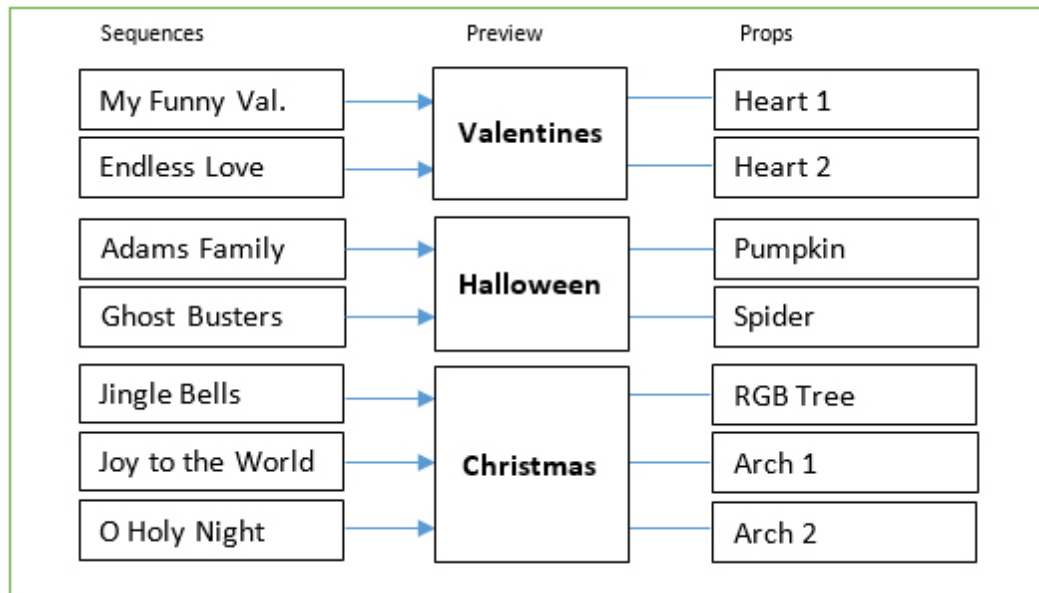 Sequences Preview Props
My Funny Val. Valentines Heart 1
Endless Love Heart 2
Adams Family Halloween Pumpkin
Ghost Busters Spider
Jingle Bells Christmas RGB Tree
Joy to the World Arch 1
O Holy Night Arch 2